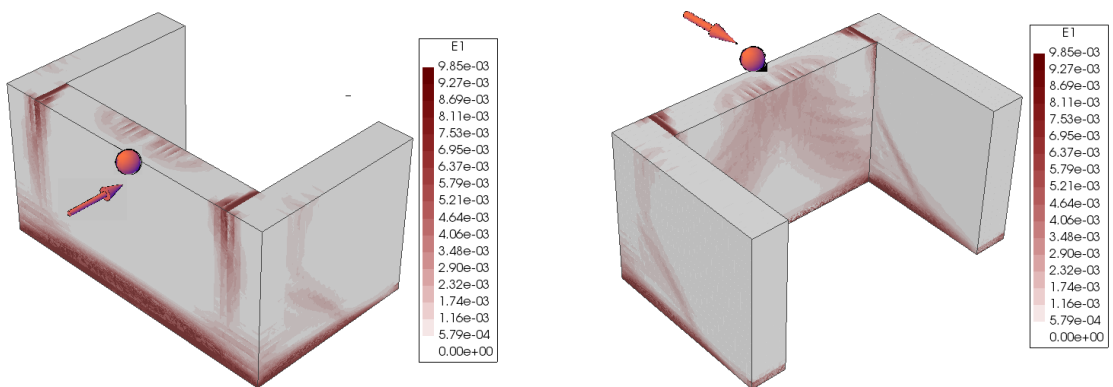 E1
9.85e-03
9.27e-03
8.69e-03
8.11e-03
7.53e-03
6.95e-03
6.37e-03
5.79e-03
5.21e-03
4.64e-03
4.06e-03
3.48e-03
2.90e-03
2.32e-03
1.74e-03
1.16e-03
5.79e-04
0.00e+00
E1
9.85e-03
9.27e-03
8.69e-03
8.11e-03
7.53e-03
6.95e-03
6.37e-03
5.79e-03
5.21e-03
4.64e-03
4.06e-03
3.48e-03
2.90e-03
2.32e-03
1.74e-03
1.16e-03
5.79e-04
0.00e+00